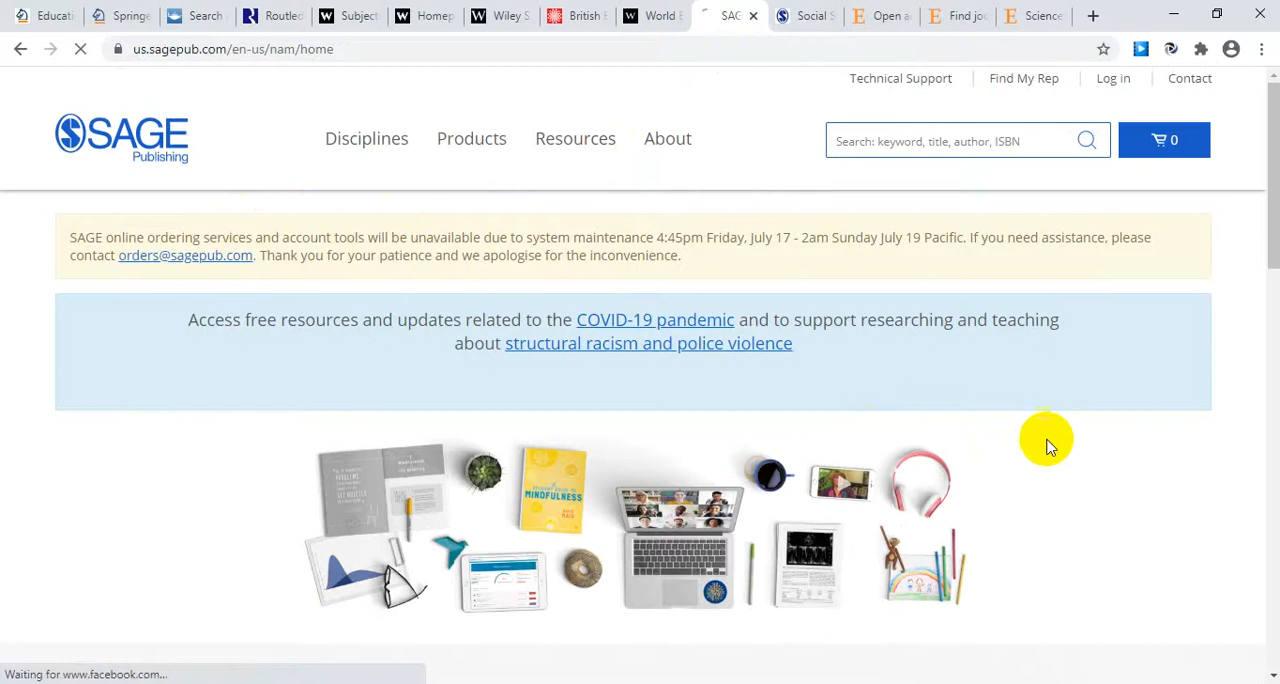 Educati
Springe
Search
Routled
Subject
Homep
Wiley S
British
World E
SAG
Social S
Open a
Find jou
Science
us.sagepub.com/en-us/nam/home
Technical Support
Find My Rep
Log in
Contact
SAGE
Publishing
Disciplines
Products
Resources
About
Search: keyword, title, author, ISBN
0
SAGE online ordering services and account tools will be unavailable due to system maintenance 4:45pm Friday, July 17 - 2am Sunday July 19 Pacific. If you need assistance, please
contact orders@sagepub.com. Thank you for your patience and we apologise for the inconvenience.
Access free resources and updates related to the COVID-19 pandemic and to support researching and teaching
about structural racism and police violence
MINDFULNESS
Waiting for www.facebook.com...